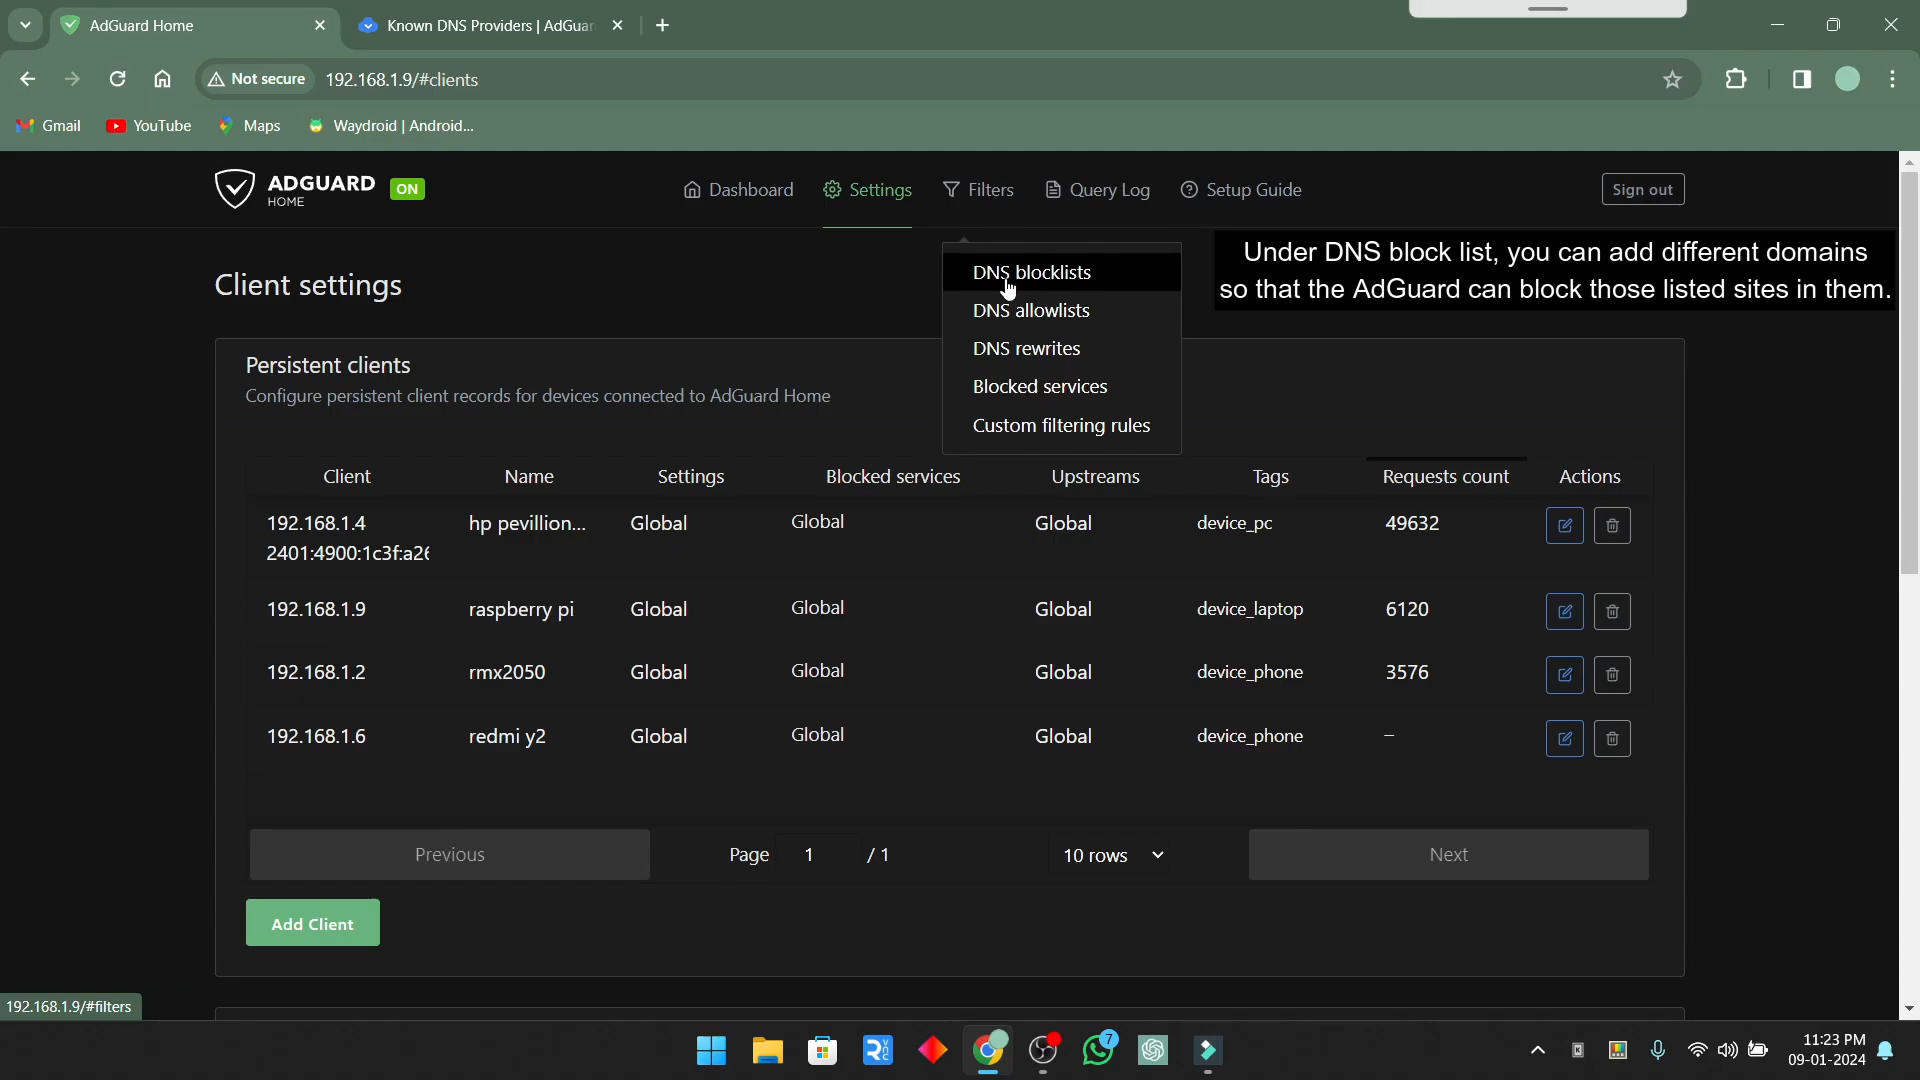 AdGuard Home
Known DNS Providers | AdGuar
Not secure
192.168.1.9/#clients
Gmail
YouTube
Maps
Waydroid | Android...
ADGUARD
HOME
ON
Dashboard
Settings
Filters
Query Log
Setup Guide
Sign out
Under DNS block list, you can add different domains
so that the AdGuard can block those listed sites in them.
DNS blocklists
DNS allowlists
DNS rewrites
Blocked services
Custom filtering rules
Client settings
Persistent clients
Configure persistent client records for devices connected to AdGuard Home
Client Name Settings Blocked services Upstreams Tags Requests count Actions
192.168.1.4 hp pevillion... Global Global Global device_pc 49632
2401:4900:1c3f:a26
192.168.1.9 raspberry pi Global Global Global device_laptop 6120
192.168.1.2 rmx2050 Global Global Global device_phone 3576
192.168.1.6 redmi y2 Global Global Global device_phone –
Previous
Page 1 / 1
10 rows
Next
Add Client
192.168.1.9/#filters
7
11:23 PM
09-01-2024